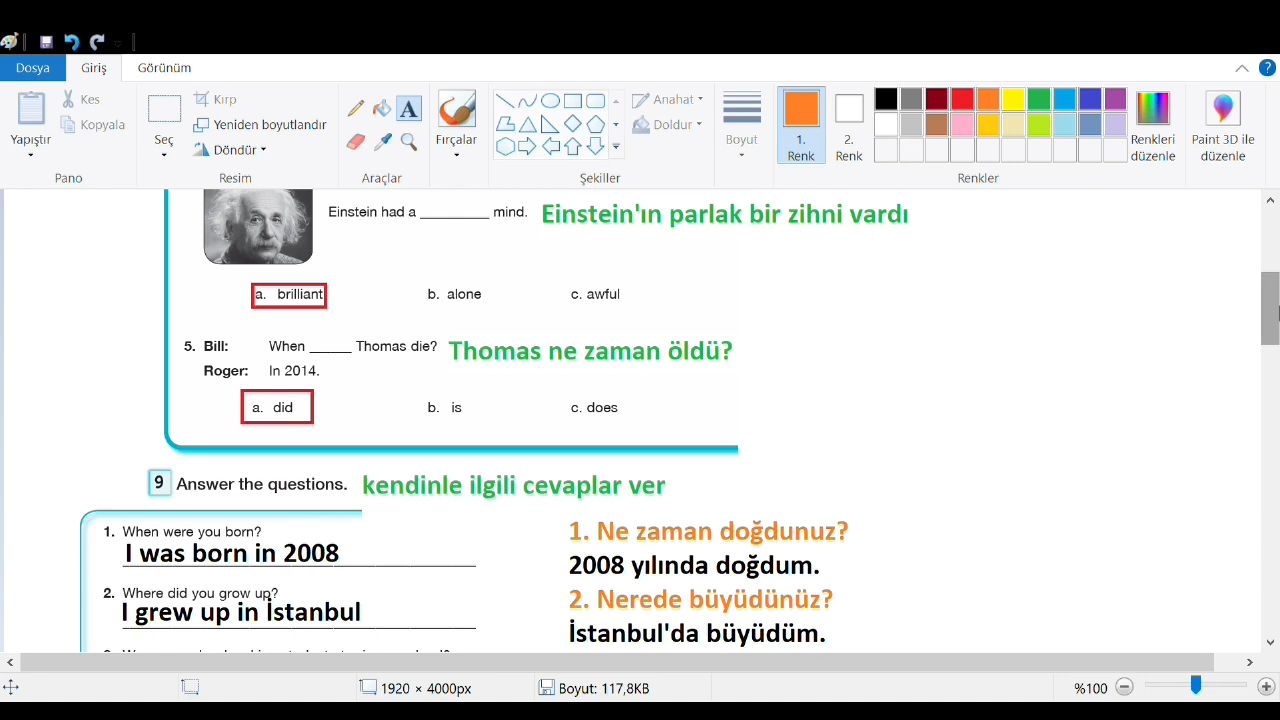 Dosya Giriş Görünüm
Yapıştır
Kes
Kopyala
Pano
Seç
Kırp
Yeniden boyutlandır
Döndür
Resim
A
Araçlar
Fırçalar
Şekiller
Anahat
Doldur
Boyut
1. Renk
2. Renk
Renkleri düzenle
Renkler
Paint 3D ile düzenle
Einstein had a _________ mind. Einstein'ın parlak bir zihni vardı
a. brilliant b. alone c. awful
5. Bill: When _____ Thomas die? Thomas ne zaman öldü?
Roger: In 2014.
a. did b. is c. does
9 Answer the questions. kendinle ilgili cevaplar ver
1. When were you born?
I was born in 2008
2. Where did you grow up?
I grew up in İstanbul
1. Ne zaman doğdunuz?
2008 yılında doğdum.
2. Nerede büyüdünüz?
İstanbul'da büyüdüm.
1920 × 4000px Boyut: 117,8KB %100